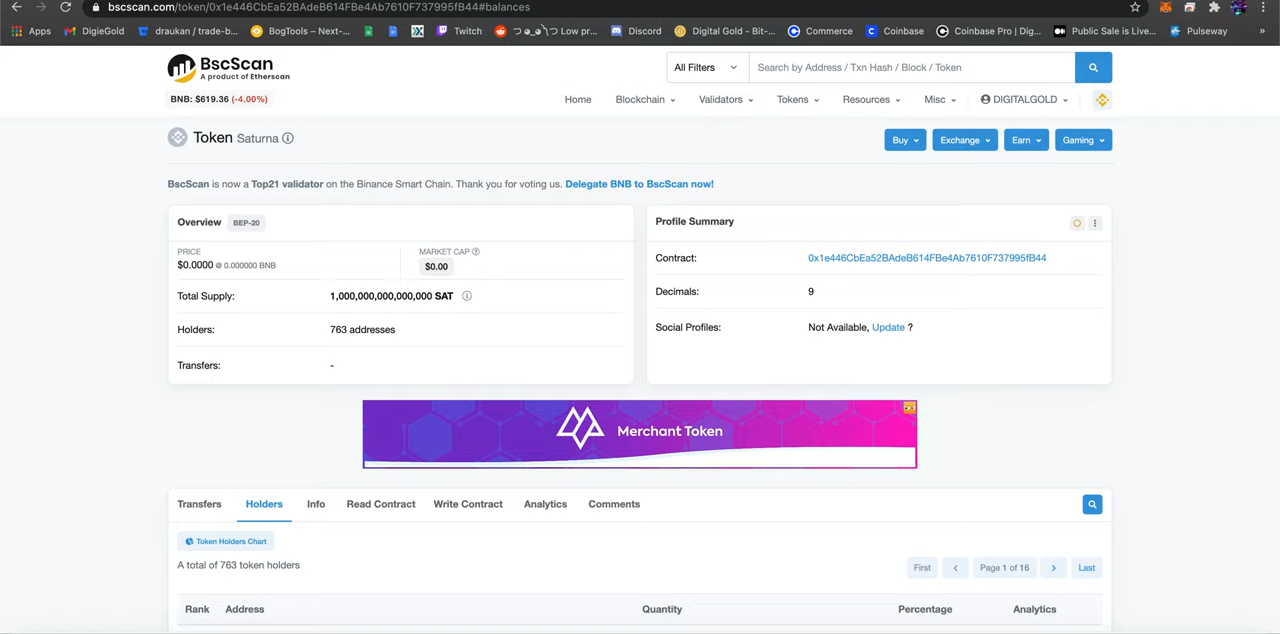 bscscan.com/token/0x1e446CbEa52BAdeB614FBe4Ab7610F737995fB44#balances
Apps DigieGold draukan / trade-b... BogTools – Next-... Twitch Low pr... Discord Digital Gold - Bit-... Commerce Coinbase Coinbase Pro | Dig... Public Sale is Live... Pulseway »
BscScan
A product of Etherscan
All Filters
Search by Address / Txn Hash / Block / Token
BNB: $619.36 (-4.00%)
Home Blockchain Validators Tokens Resources Misc DIGITALGOLD
Token Saturna
Buy Exchange Earn Gaming
BscScan is now a Top21 validator on the Binance Smart Chain. Thank you for voting us. Delegate BNB to BscScan now!
Overview BEP-20
PRICE
$0.0000 @ 0.000000 BNB
MARKET CAP
$0.00
Total Supply: 1,000,000,000,000,000 SAT
Holders: 763 addresses
Transfers: -
Profile Summary
Contract: 0x1e446CbEa52BAdeB614FBe4Ab7610F737995fB44
Decimals: 9
Social Profiles: Not Available, Update ?
Merchant Token
Transfers Holders Info Read Contract Write Contract Analytics Comments
Token Holders Chart
A total of 763 token holders
First < Page 1 of 16 > Last
Rank Address Quantity Percentage Analytics